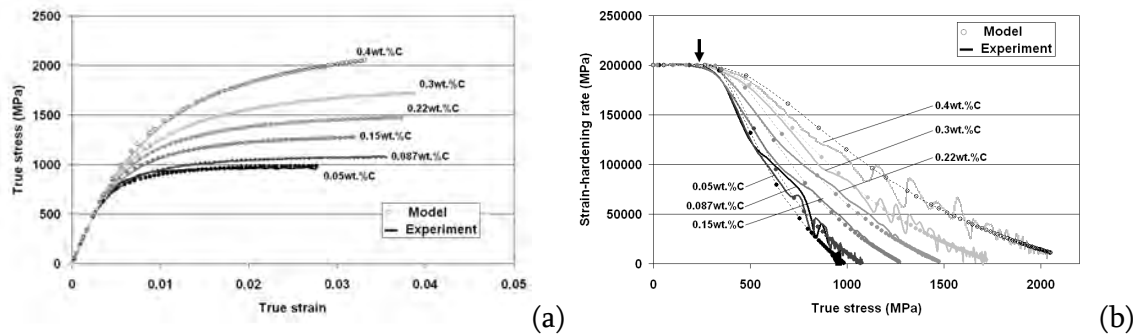 2500
2000
1500
1000
500
0
True stress (MPa)
0.4wt.%C
0.3wt.%C
0.22wt.%C
0.15wt.%C
0.087wt.%C
0.05wt.%C
Model
Experiment
0 0.01 0.02 0.03 0.04 0.05
True strain
(a)
250000
200000
150000
100000
50000
0
Strain-hardening rate (MPa)
Model
Experiment
0.4wt.%C
0.3wt.%C
0.22wt.%C
0.05wt.%C
0.087wt.%C
0.15wt.%C
0 500 1000 1500 2000
True stress (MPa)
(b)